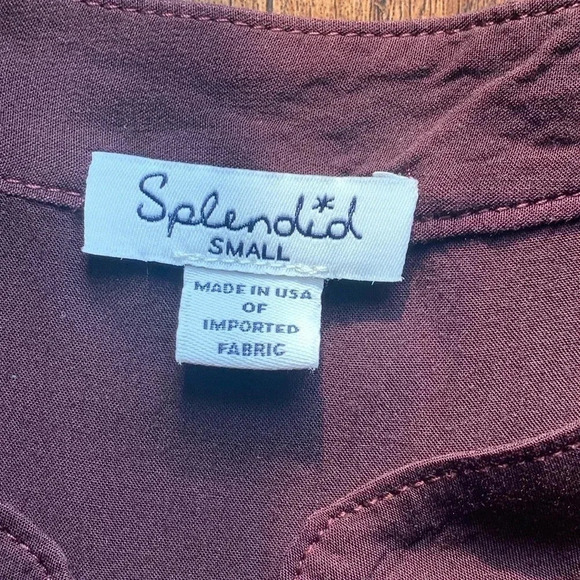 Splendid
SMALL
MADE IN USA
OF
IMPORTED
FABRIC